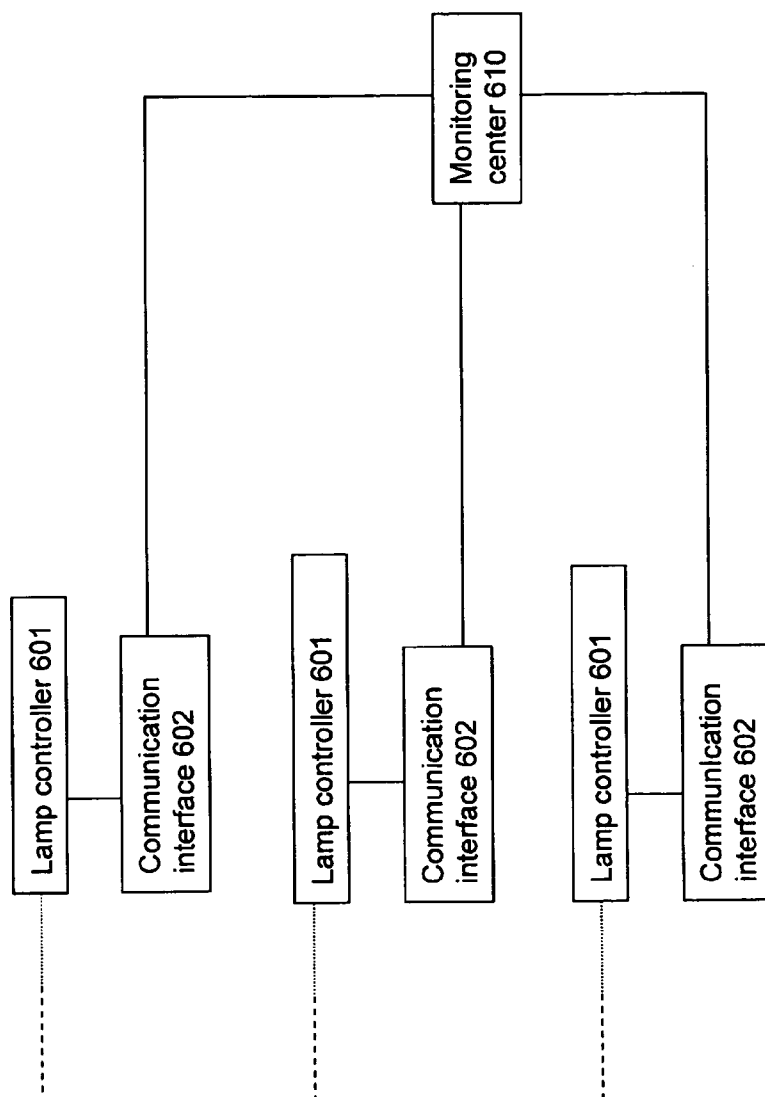 Lamp controller 601
Communication
interface 602
Lamp controller 601
Communication
interface 602
Lamp controller 601
Communication
interface 602
Monitoring
center 610